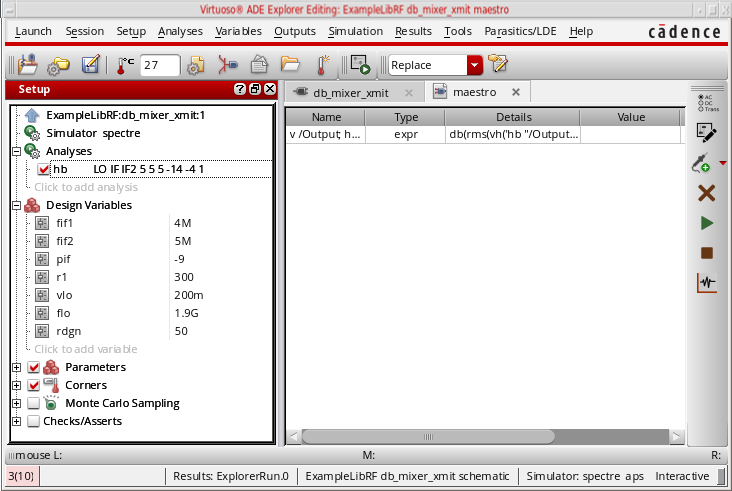 Virtuoso® ADE Explorer Editing: ExampleLibRF db_mixer_xmit maestro
Launch Session Setup Analyses Variables Outputs Simulation Results Tools Parasitics/LDE Help cādence
°C 27 Replace
Setup ?
db_mixer_xmit maestro
ExampleLibRF:db_mixer_xmit:1
Simulator spectre
Analyses
hb LO IF IF2 5 5 5 -14 -4 1
Click to add analysis
Design Variables
fif1 4M
fif2 5M
pif -9
r1 300
vlo 200m
flo 1.9G
rdgn 50
Click to add variable
Parameters
Corners
Monte Carlo Sampling
Checks/Asserts
Name Type Details Value
v /Output; h... expr db(rms(vh('hb "/Output...
AC
DC
Trans
mouse L: M: R:
3(10) Results: ExplorerRun.0 ExampleLibRF db_mixer_xmit schematic Simulator: spectre aps Interactive